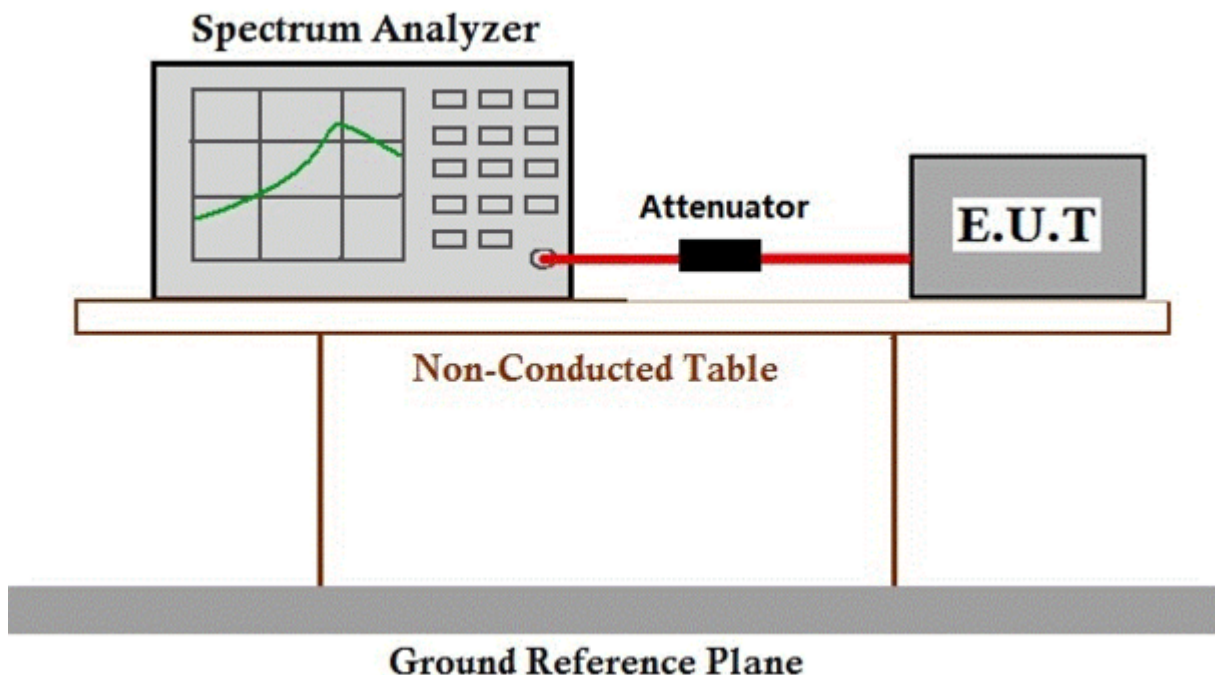 Spectrum Analyzer
Attenuator
E.U.T
Non-Conducted Table
Ground Reference Plane